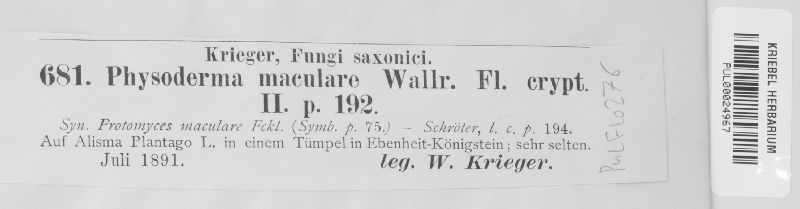 Krieger, Fungi saxonici.
681. Physoderma maculare Wallr. Fl. crypt.
II. p. 192.
Syn. Protomyces maculare Fckl. (Symb. p. 75.) — Schröter, l. c. p. 194.
Auf Alisma Plantago L. in einem Tümpel in Ebenheit-Königstein; sehr selten.
Juli 1891. leg. W. Krieger.
PULF10276
KRIEBEL HERBARIUM
PUL00024967